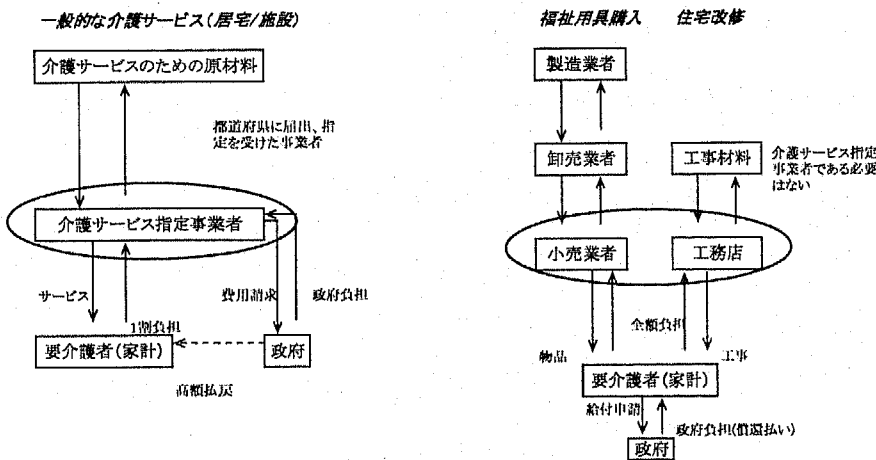 一般的な介護サービス(居宅/施設)
介護サービスのための原材料
都道府県に届出、指
定を受けた事業者
介護サービス指定事業者
サービス
費用請求
政府負担
1割負担
要介護者(家計)
政府
高額払戻
福祉用具購入
住宅改修
製造業者
卸売業者
工事材料
介護サービス指定
事業者である必要
はない
小売業者
工務店
全額負担
物品
工事
要介護者(家計)
給付申請
政府負担(償還払い)
政府